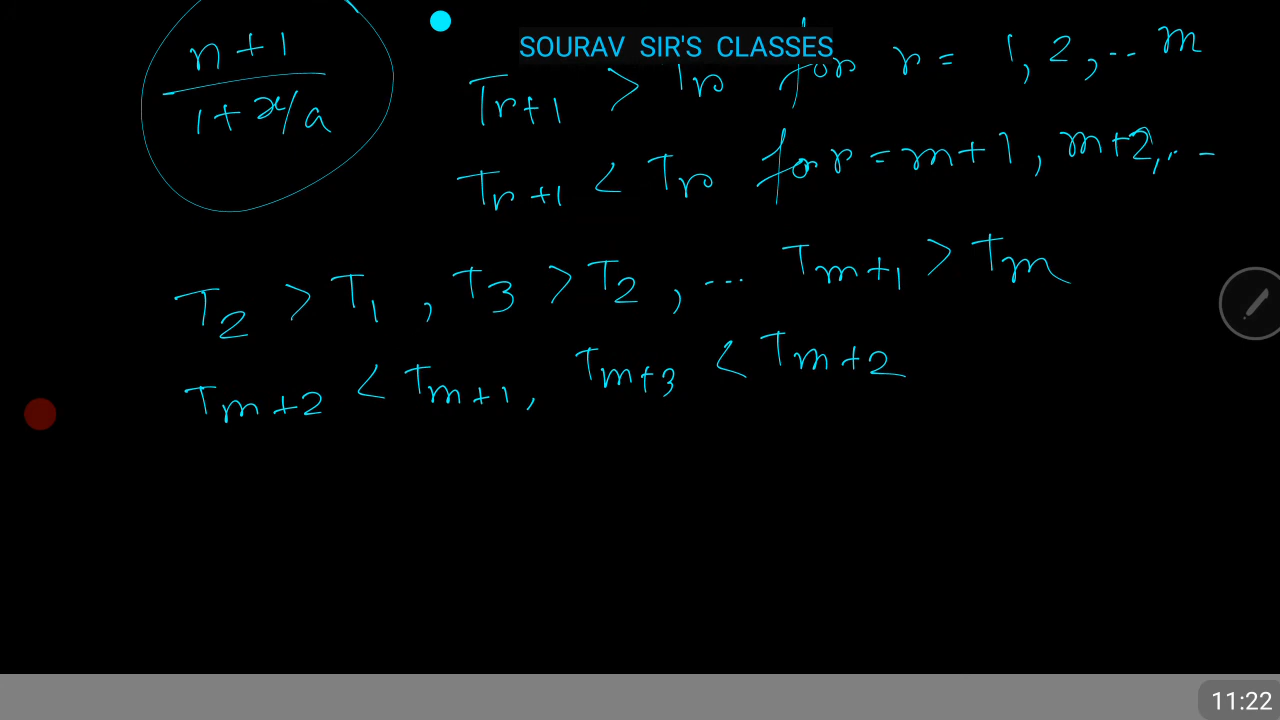 SOURAV SIR'S CLASSES
n+1
1+x/a
Tr+1 > Tr for r = 1, 2, ... m
Tr+1 < Tr for r = m+1, m+2, ...
T2 > T1, T3 > T2, ... Tm+1 > Tm
Tm+2 < Tm+1, Tm+3 < Tm+2
11:22